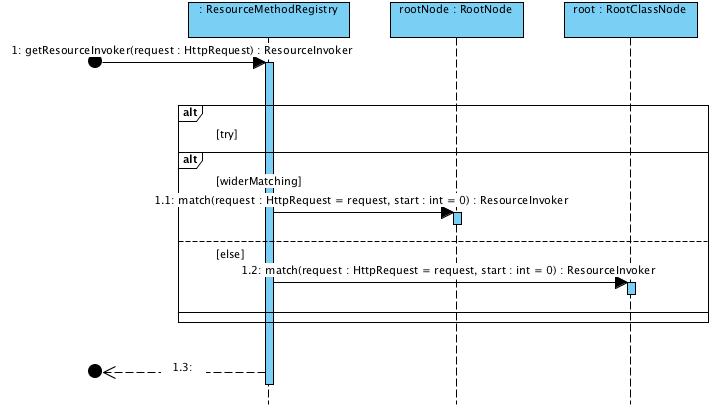 : ResourceMethodRegistry
rootNode : RootNode
root : RootClassNode
1: getResourceInvoker(request : HttpRequest) : ResourceInvoker
alt
[try]
alt
[widerMatching]
1.1: match(request : HttpRequest = request, start : int = 0) : ResourceInvoker
[else]
1.2: match(request : HttpRequest = request, start : int = 0) : ResourceInvoker
1.3: